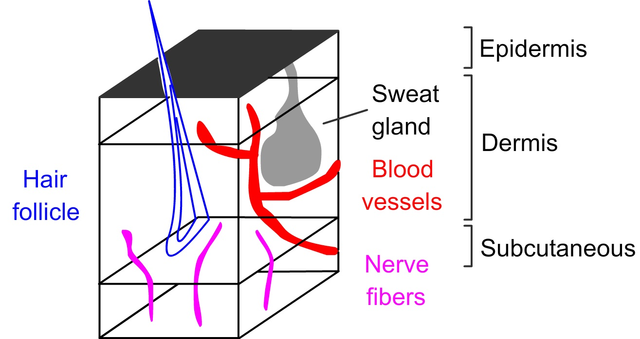 Epidermis
Sweat
gland
Dermis
Blood
vessels
Hair
follicle
Subcutaneous
Nerve
fibers